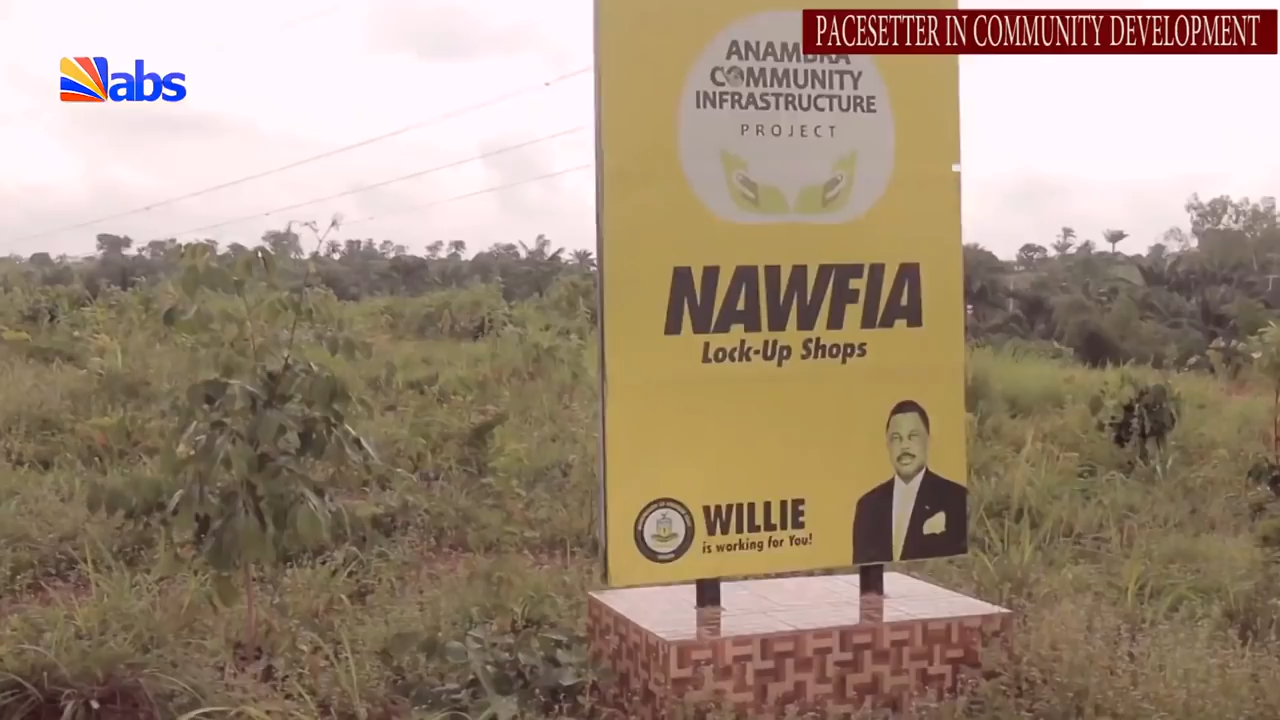 PACESETTER IN COMMUNITY DEVELOPMENT
abs
ANAMBRA
COMMUNITY
INFRASTRUCTURE
PROJECT
NAWFIA
Lock-Up Shops
WILLIE
is working for You!